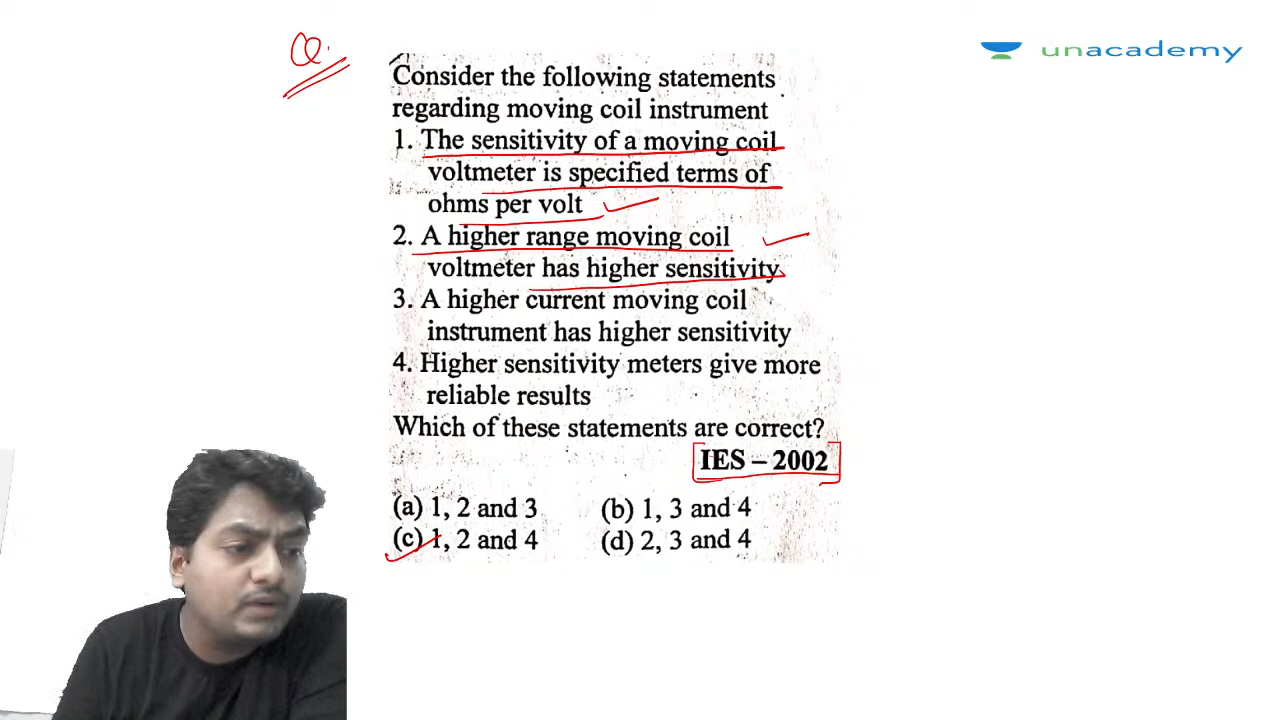 Q.
unacademy
Consider the following statements
regarding moving coil instrument
1. The sensitivity of a moving coil
voltmeter is specified terms of
ohms per volt
2. A higher range moving coil
voltmeter has higher sensitivity
3. A higher current moving coil
instrument has higher sensitivity
4. Higher sensitivity meters give more
reliable results
Which of these statements are correct?
IES – 2002
(a) 1, 2 and 3 (b) 1, 3 and 4
(c) 1, 2 and 4 (d) 2, 3 and 4